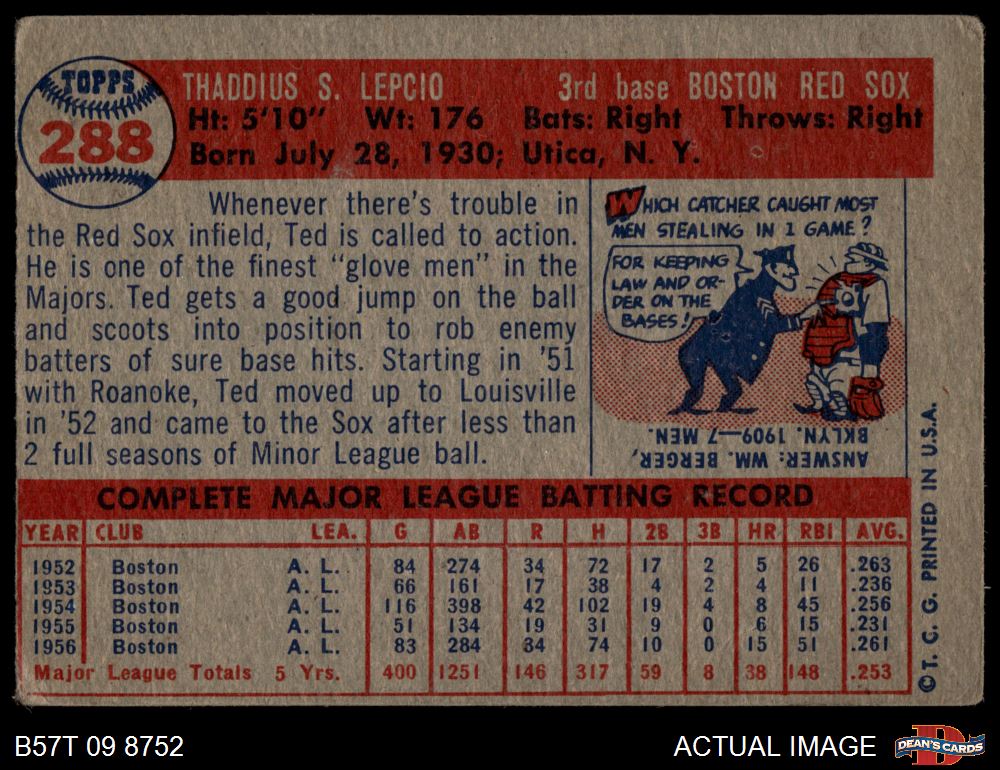 TOPPS
288
THADDIUS S. LEPCIO 3rd base BOSTON RED SOX
Ht: 5'10" Wt: 176 Bats: Right Throws: Right
Born July 28, 1930; Utica, N. Y.
Whenever there's trouble in
the Red Sox infield, Ted is called to action.
He is one of the finest "glove men" in the
Majors. Ted gets a good jump on the ball
and scoots into position to rob enemy
batters of sure base hits. Starting in '51
with Roanoke, Ted moved up to Louisville
in '52 and came to the Sox after less than
2 full seasons of Minor League ball.
WHICH CATCHER CAUGHT MOST
MEN STEALING IN 1 GAME?
FOR KEEPING
LAW AND OR-
DER ON THE
BASES!
ANSWER: WM. BERGER,
BKLYN. 1909—7 MEN.
COMPLETE MAJOR LEAGUE BATTING RECORD
YEAR CLUB LEA. G AB R H 2B 3B HR RBI AVG.
1952 Boston A. L. 84 274 34 72 17 2 5 26 .263
1953 Boston A. L. 66 161 17 38 4 2 4 11 .236
1954 Boston A. L. 116 398 42 102 19 4 8 45 .256
1955 Boston A. L. 51 134 19 31 9 0 6 15 .231
1956 Boston A. L. 83 284 34 74 10 0 15 51 .261
Major League Totals 5 Yrs. 400 1251 146 317 59 8 38 148 .253
© T. C. G. PRINTED IN U.S.A.
B57T 09 8752 ACTUAL IMAGE
D
DEAN'S CARDS